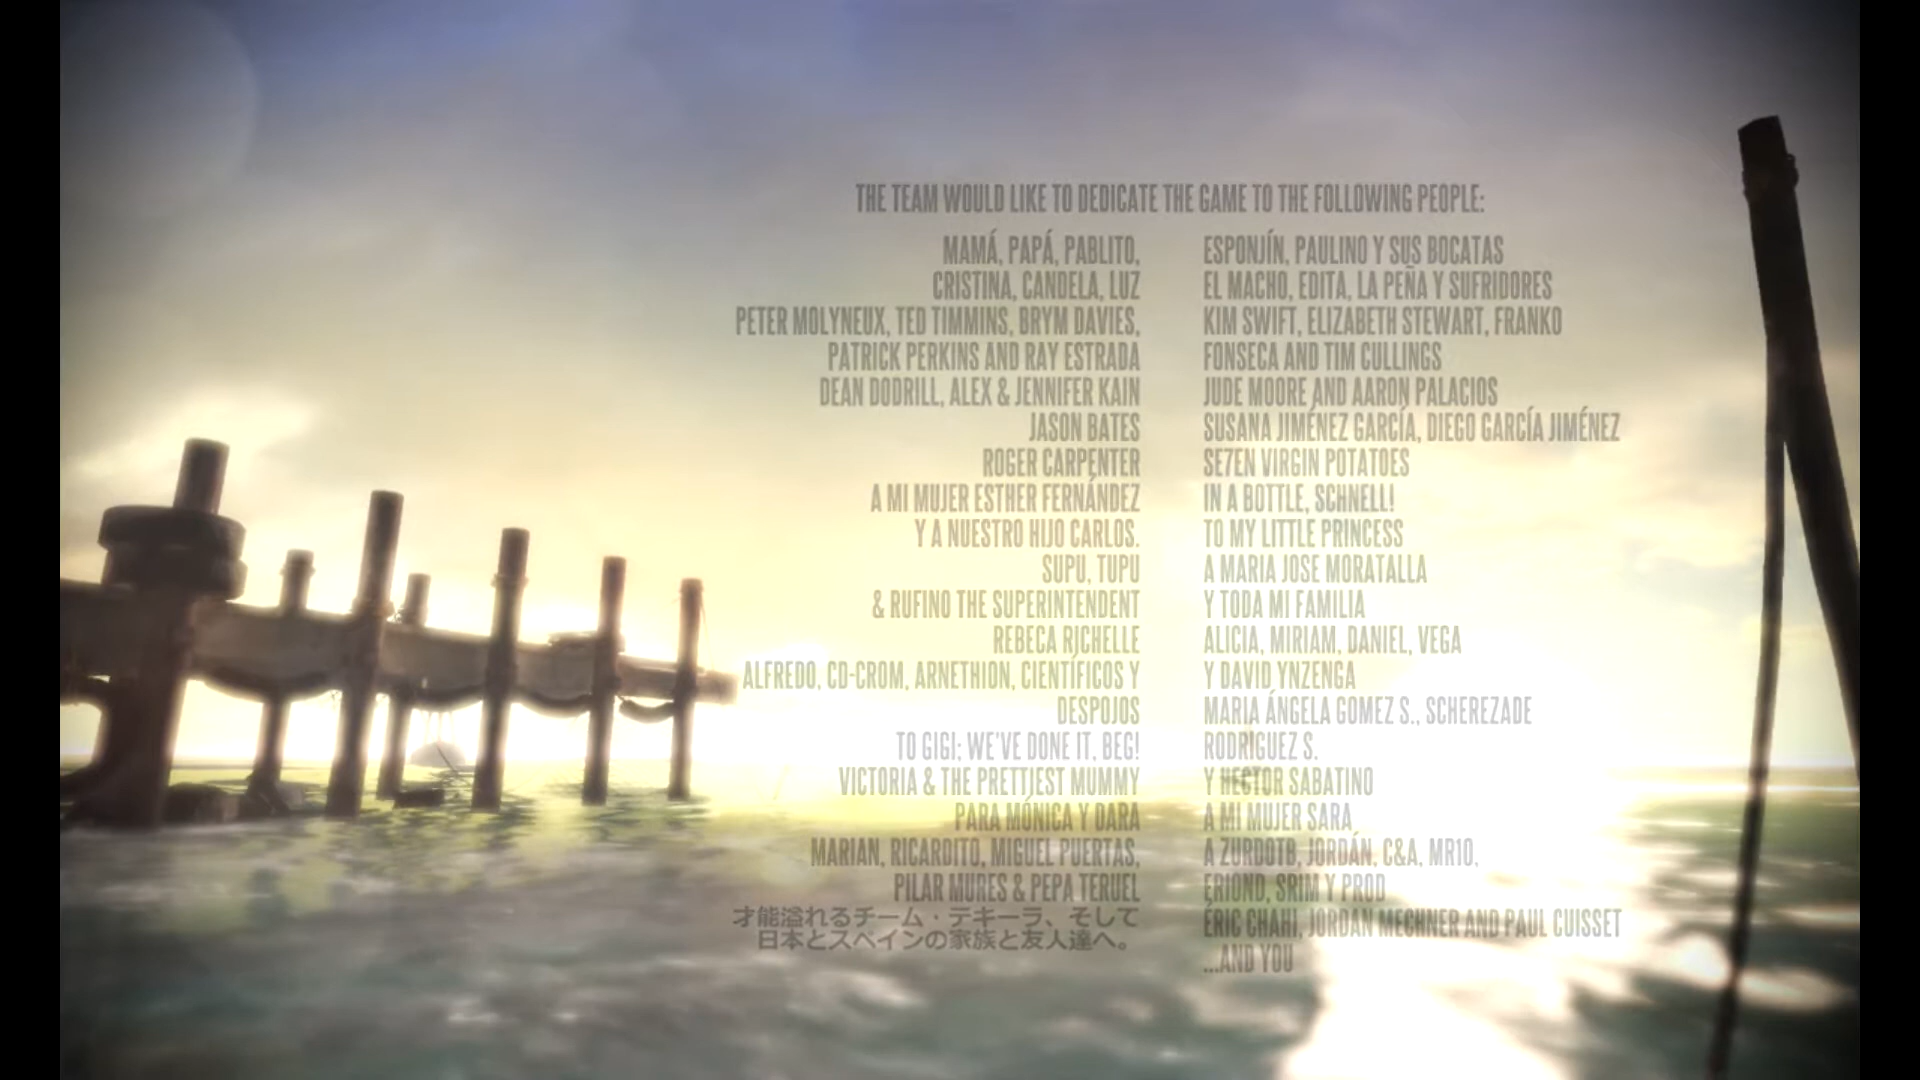 THE TEAM WOULD LIKE TO DEDICATE THE GAME TO THE FOLLOWING PEOPLE:
MAMÁ, PAPÁ, PABLITO,
CRISTINA, CANDELA, LUZ
PETER MOLYNEUX, TED TIMMINS, BRYM DAVIES,
PATRICK PERKINS AND RAY ESTRADA
DEAN DODRILL, ALEX & JENNIFER KAIN
JASON BATES
ROGER CARPENTER
A MI MUJER ESTHER FERNÁNDEZ
Y A NUESTRO HIJO CARLOS.
SUPU, TUPU
& RUFINO THE SUPERINTENDENT
REBECA RICHELLE
ALFREDO, CD-CROM, ARNETHION, CIENTÍFICOS Y
DESPOJOS
TO GIGI; WE'VE DONE IT, BEG!
VICTORIA & THE PRETTIEST MUMMY
PARA MÓNICA Y DARA
MARIAN, RICARDITO, MIGUEL PUERTAS,
PILAR MURES & PEPA TERUEL
才能溢れるチーム・デキーラ、そして
日本とスペインの家族と友人達へ。
ESPONJÍN, PAULINO Y SUS BOCATAS
EL MACHO, EDITA, LA PEÑA Y SUFRIDORES
KIM SWIFT, ELIZABETH STEWART, FRANKO
FONSECA AND TIM CULLINGS
JUDE MOORE AND AARON PALACIOS
SUSANA JIMÉNEZ GARCÍA, DIEGO GARCÍA JIMÉNEZ
SE7EN VIRGIN POTATOES
IN A BOTTLE, SCHNELL!
TO MY LITTLE PRINCESS
A MARIA JOSE MORATALLA
Y TODA MI FAMILIA
ALICIA, MIRIAM, DANIEL, VEGA
Y DAVID YNZENGA
MARIA ÁNGELA GOMEZ S., SCHEREZADE
RODRÍGUEZ S.
Y HECTOR SABATINO
A MI MUJER SARA
A ZURDOTB, JORDÁN, C&A, MR10,
ERIOND, SRIM Y PROD
ÉRIC CHAHI, JORDAN MECHNER AND PAUL CUISSET
...AND YOU